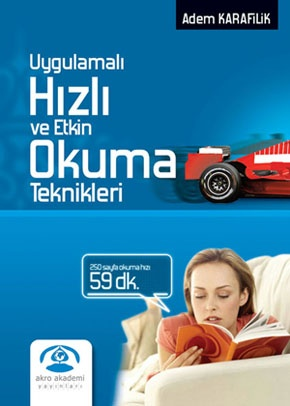 Adem KARAFİLİK
Uygulamalı
Hızlı
ve Etkin
Okuma
Teknikleri
250 sayfa okuma hızı
59 dk.
akro akademi
yayınları